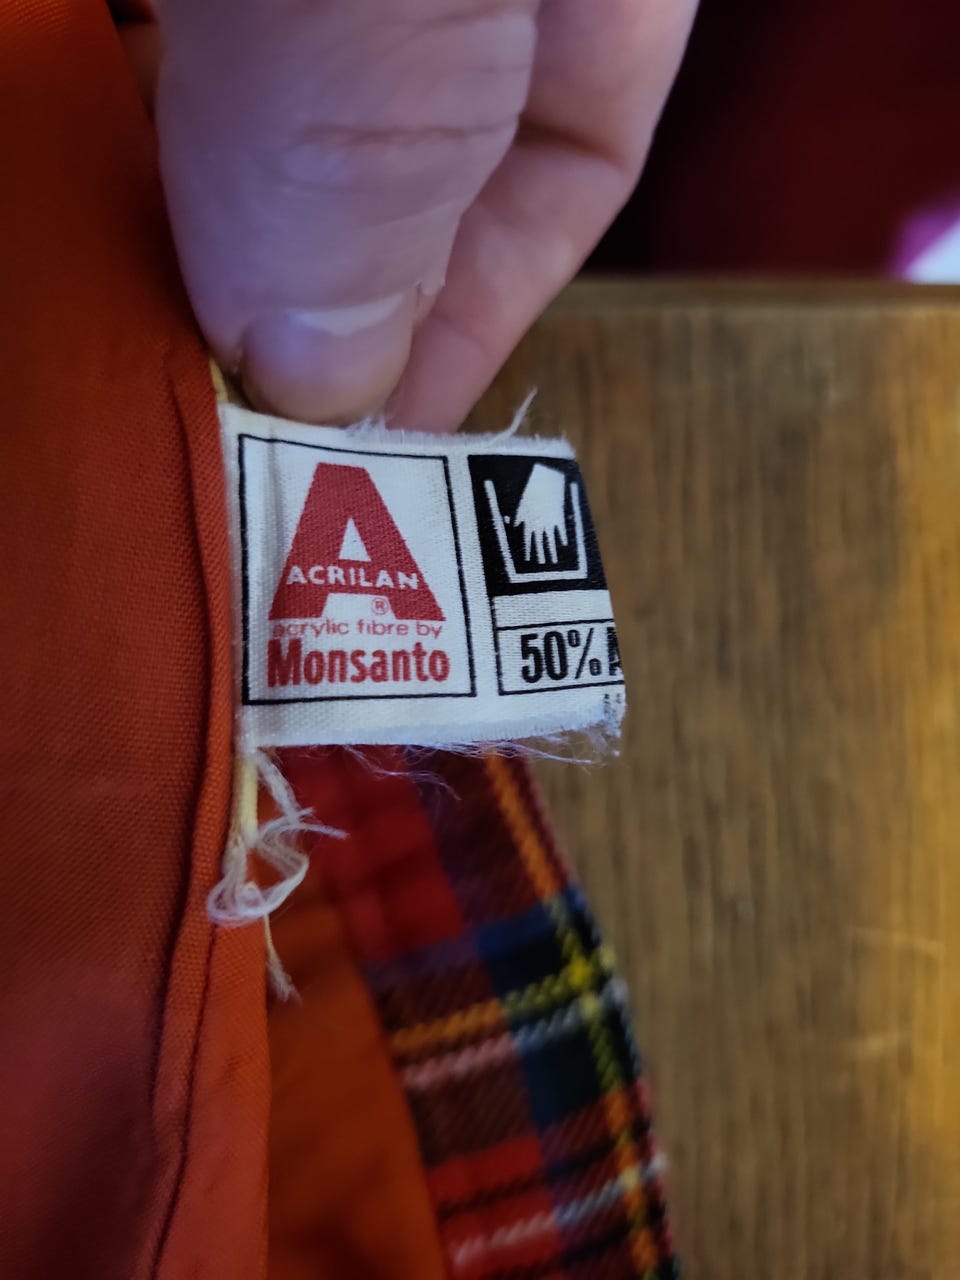 A
ACRILAN
®
acrylic fibre by
Monsanto
50%